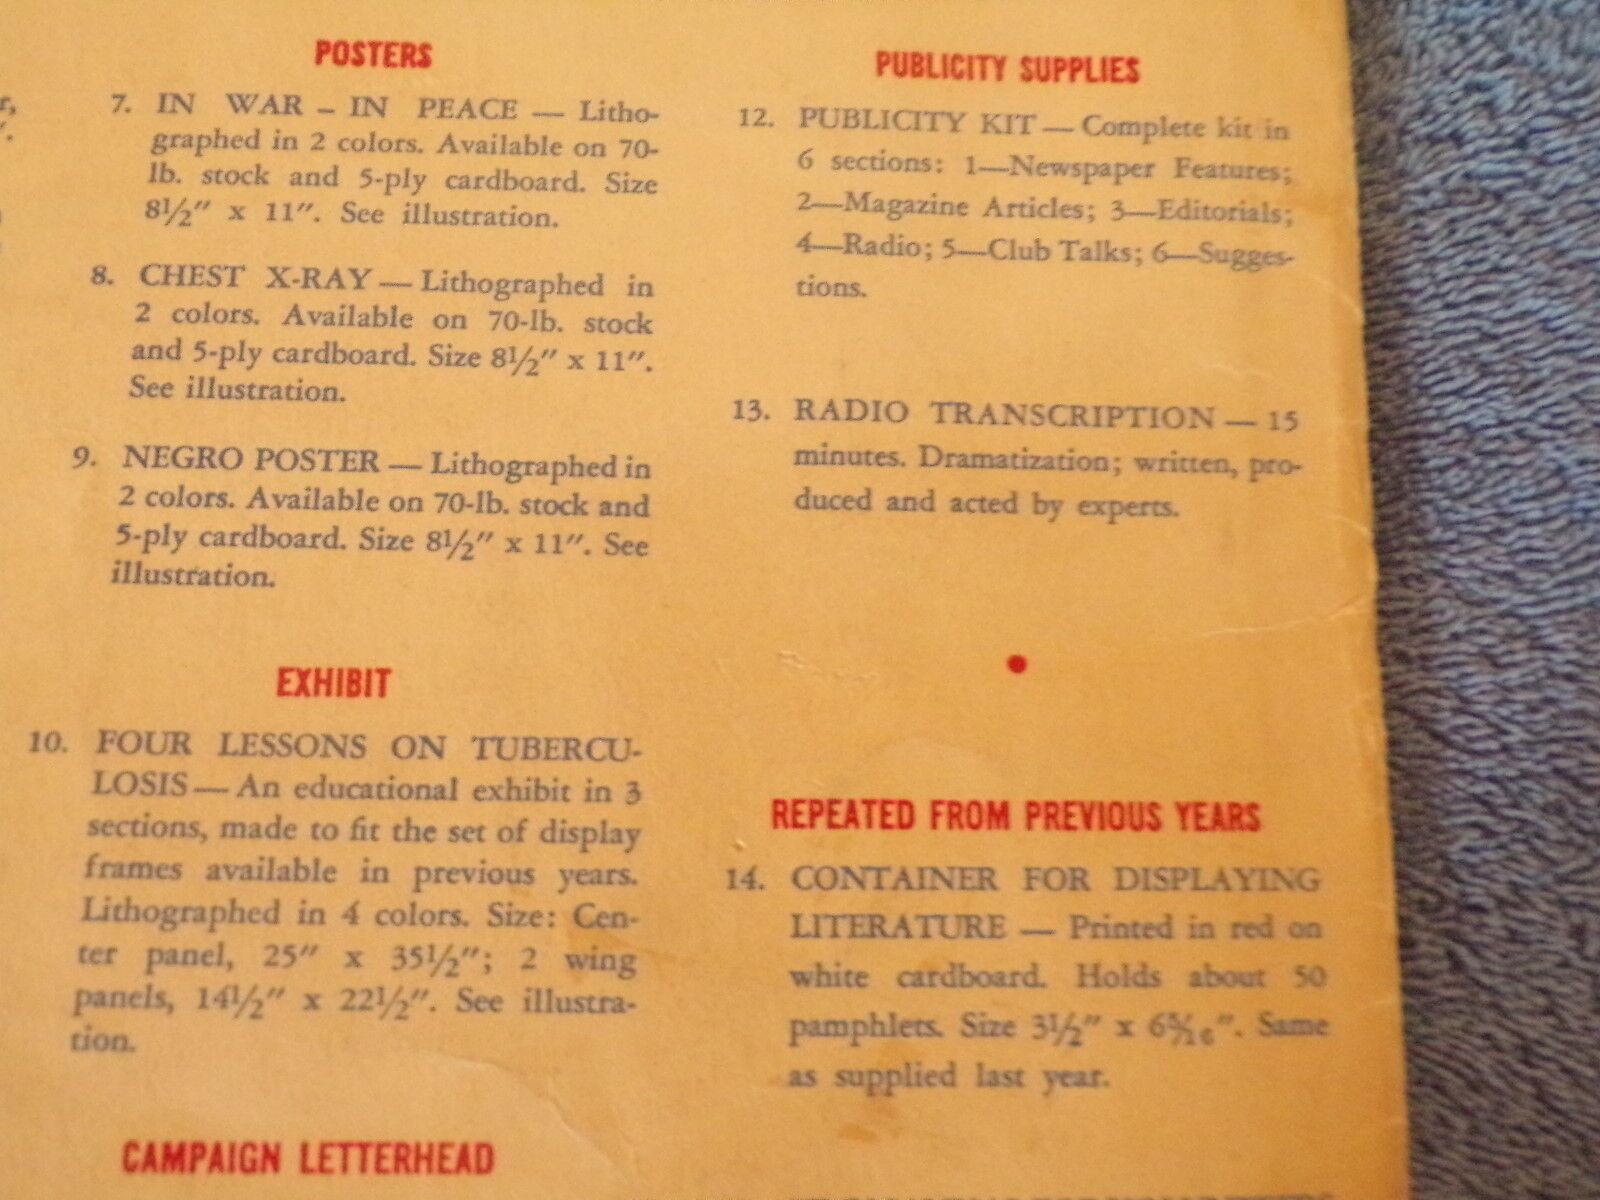 POSTERS
7. IN WAR – IN PEACE — Litho-
graphed in 2 colors. Available on 70-
lb. stock and 5-ply cardboard. Size
8½″ x 11″. See illustration.
8. CHEST X-RAY — Lithographed in
2 colors. Available on 70-lb. stock
and 5-ply cardboard. Size 8½″ x 11″.
See illustration.
9. NEGRO POSTER — Lithographed in
2 colors. Available on 70-lb. stock and
5-ply cardboard. Size 8½″ x 11″. See
illustration.
EXHIBIT
10. FOUR LESSONS ON TUBERCU-
LOSIS — An educational exhibit in 3
sections, made to fit the set of display
frames available in previous years.
Lithographed in 4 colors. Size: Cen-
ter panel, 25″ x 35½″; 2 wing
panels, 14½″ x 22½″. See illustra-
tion.
CAMPAIGN LETTERHEAD
PUBLICITY SUPPLIES
12. PUBLICITY KIT — Complete kit in
6 sections: 1—Newspaper Features;
2—Magazine Articles; 3—Editorials;
4—Radio; 5—Club Talks; 6—Sugges-
tions.
13. RADIO TRANSCRIPTION — 15
minutes. Dramatization; written, pro-
duced and acted by experts.
REPEATED FROM PREVIOUS YEARS
14. CONTAINER FOR DISPLAYING
LITERATURE — Printed in red on
white cardboard. Holds about 50
pamphlets. Size 3½″ x 6⁵⁄₁₆″. Same
as supplied last year.